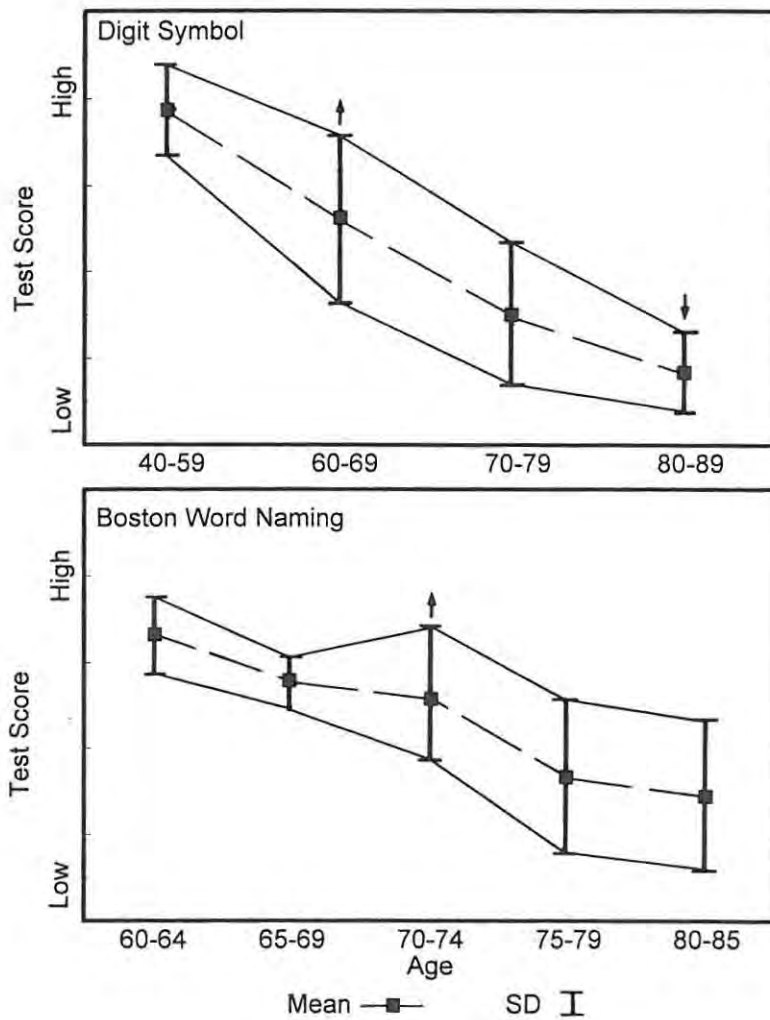 Digit Symbol
High
Test Score
Low
40-59 60-69 70-79 80-89
Boston Word Naming
High
Test Score
Low
60-64 65-69 70-74 75-79 80-85
Age
Mean SD